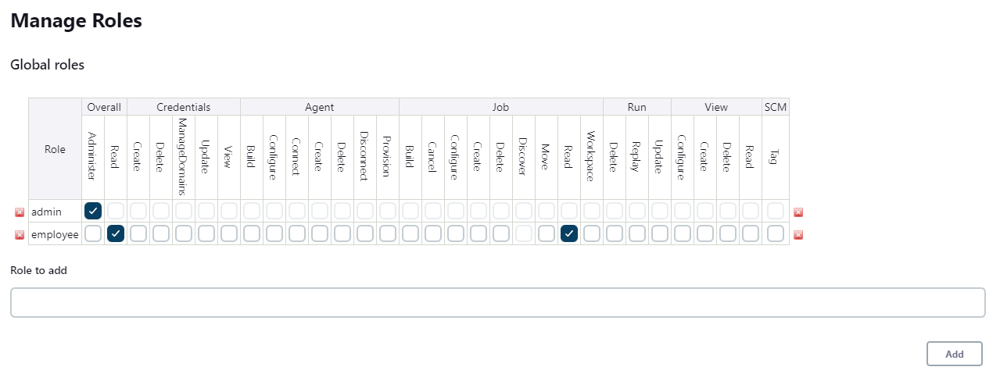 Manage Roles
Global roles
Role
Overall
Credentials
Agent
Job
Run
View
SCM
Administer
Read
Create
Delete
ManageDomains
Update
View
Build
Configure
Connect
Create
Delete
Disconnect
Provision
Build
Cancel
Configure
Create
Delete
Discover
Move
Read
Workspace
Delete
Replay
Update
Configure
Create
Delete
Read
Tag
admin
employee
Role to add
Add